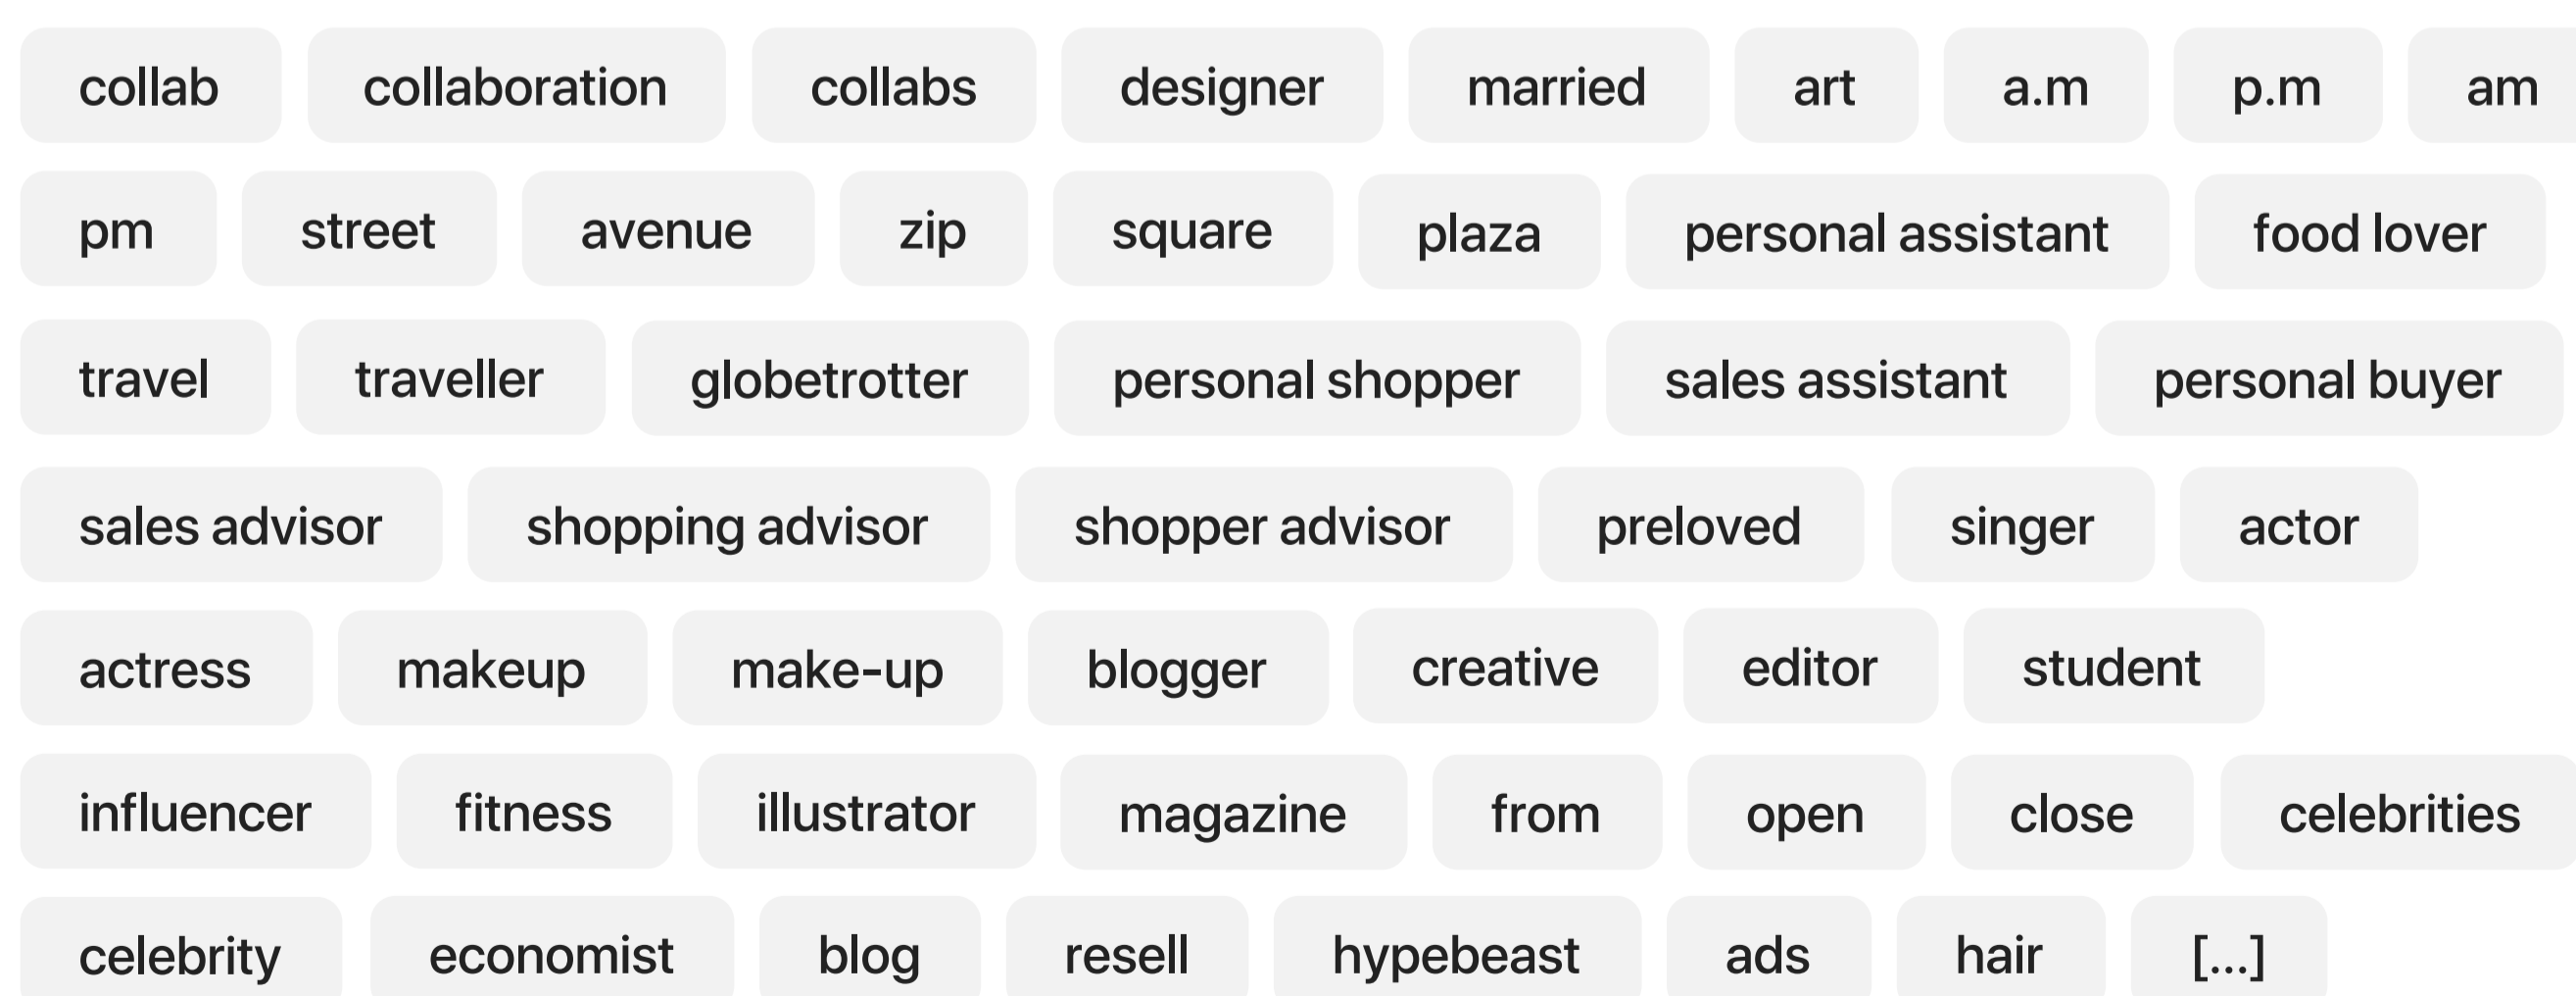 collab collaboration collabs designer married art a.m p.m am
pm street avenue zip square plaza personal assistant food lover
travel traveller globetrotter personal shopper sales assistant personal buyer
sales advisor shopping advisor shopper advisor preloved singer actor
actress makeup make-up blogger creative editor student
influencer fitness illustrator magazine from open close celebrities
celebrity economist blog resell hypebeast ads hair [...]